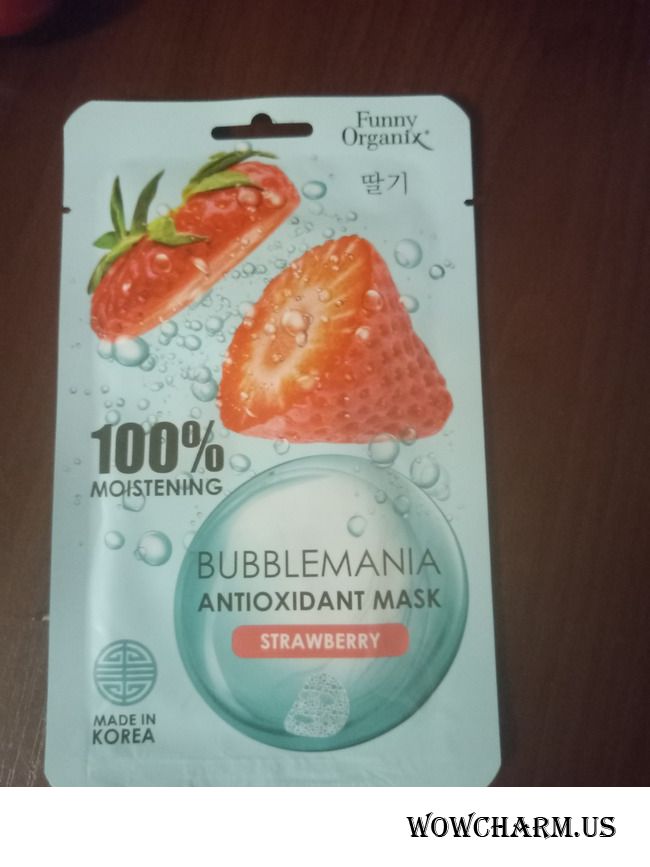 Funny
Organix®
딸기
100%
MOISTENING
BUBBLEMANIA
ANTIOXIDANT MASK
STRAWBERRY
MADE IN
KOREA
WOWCHARM.US